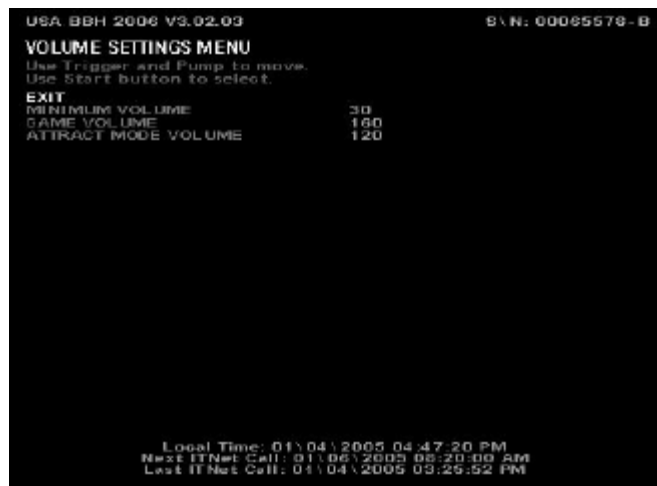 USA BBH 2006 V3.02.03 S\N: 00065578-B
VOLUME SETTINGS MENU
Use Trigger and Pump to move.
Use Start button to select.
EXIT
MINIMUM VOLUME 30
GAME VOLUME 160
ATTRACT MODE VOLUME 120
Local Time: 01\04\2005 04:47:20 PM
Next ITNet Call: 01\06\2005 08:20:00 AM
Last ITNet Call: 01\04\2005 03:25:52 PM